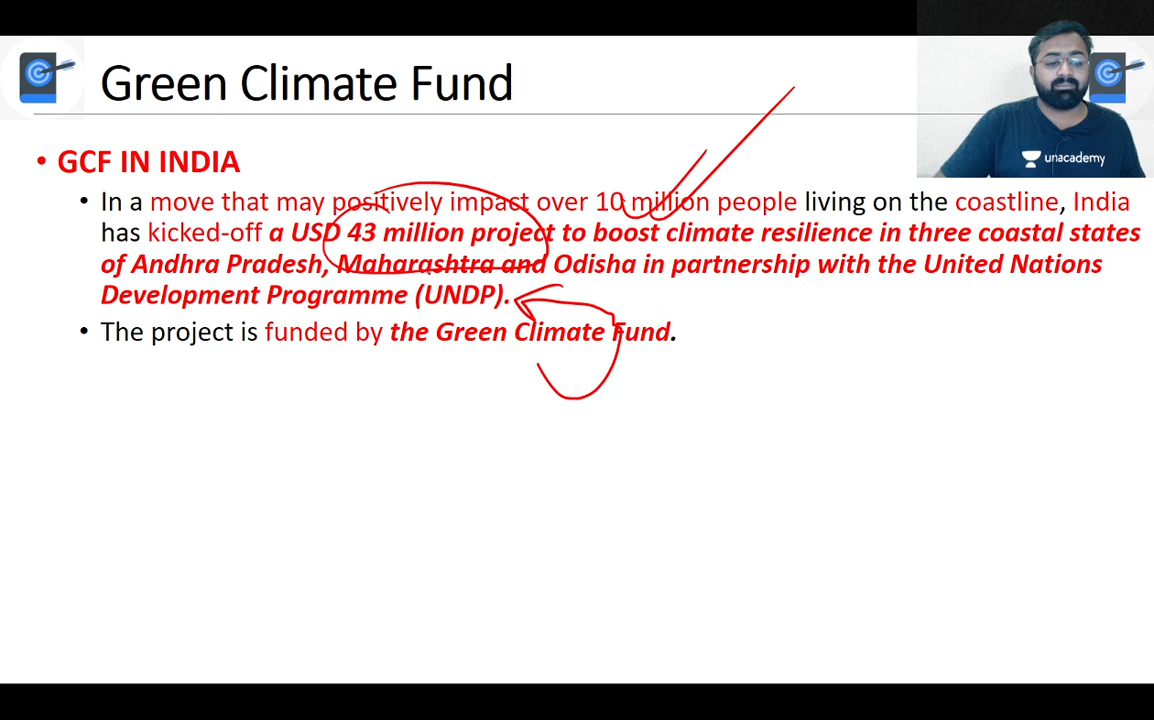 Green Climate Fund
unacademy
• GCF IN INDIA
• In a move that may positively impact over 10 million people living on the coastline, India
has kicked-off a USD 43 million project to boost climate resilience in three coastal states
of Andhra Pradesh, Maharashtra and Odisha in partnership with the United Nations
Development Programme (UNDP).
• The project is funded by the Green Climate Fund.